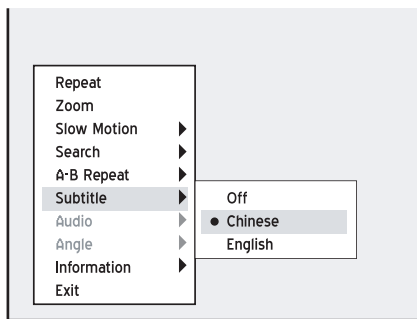 Repeat
Zoom
Slow Motion
Search
A-B Repeat
Subtitle
Audio
Angle
Information
Exit
Off
Chinese
English